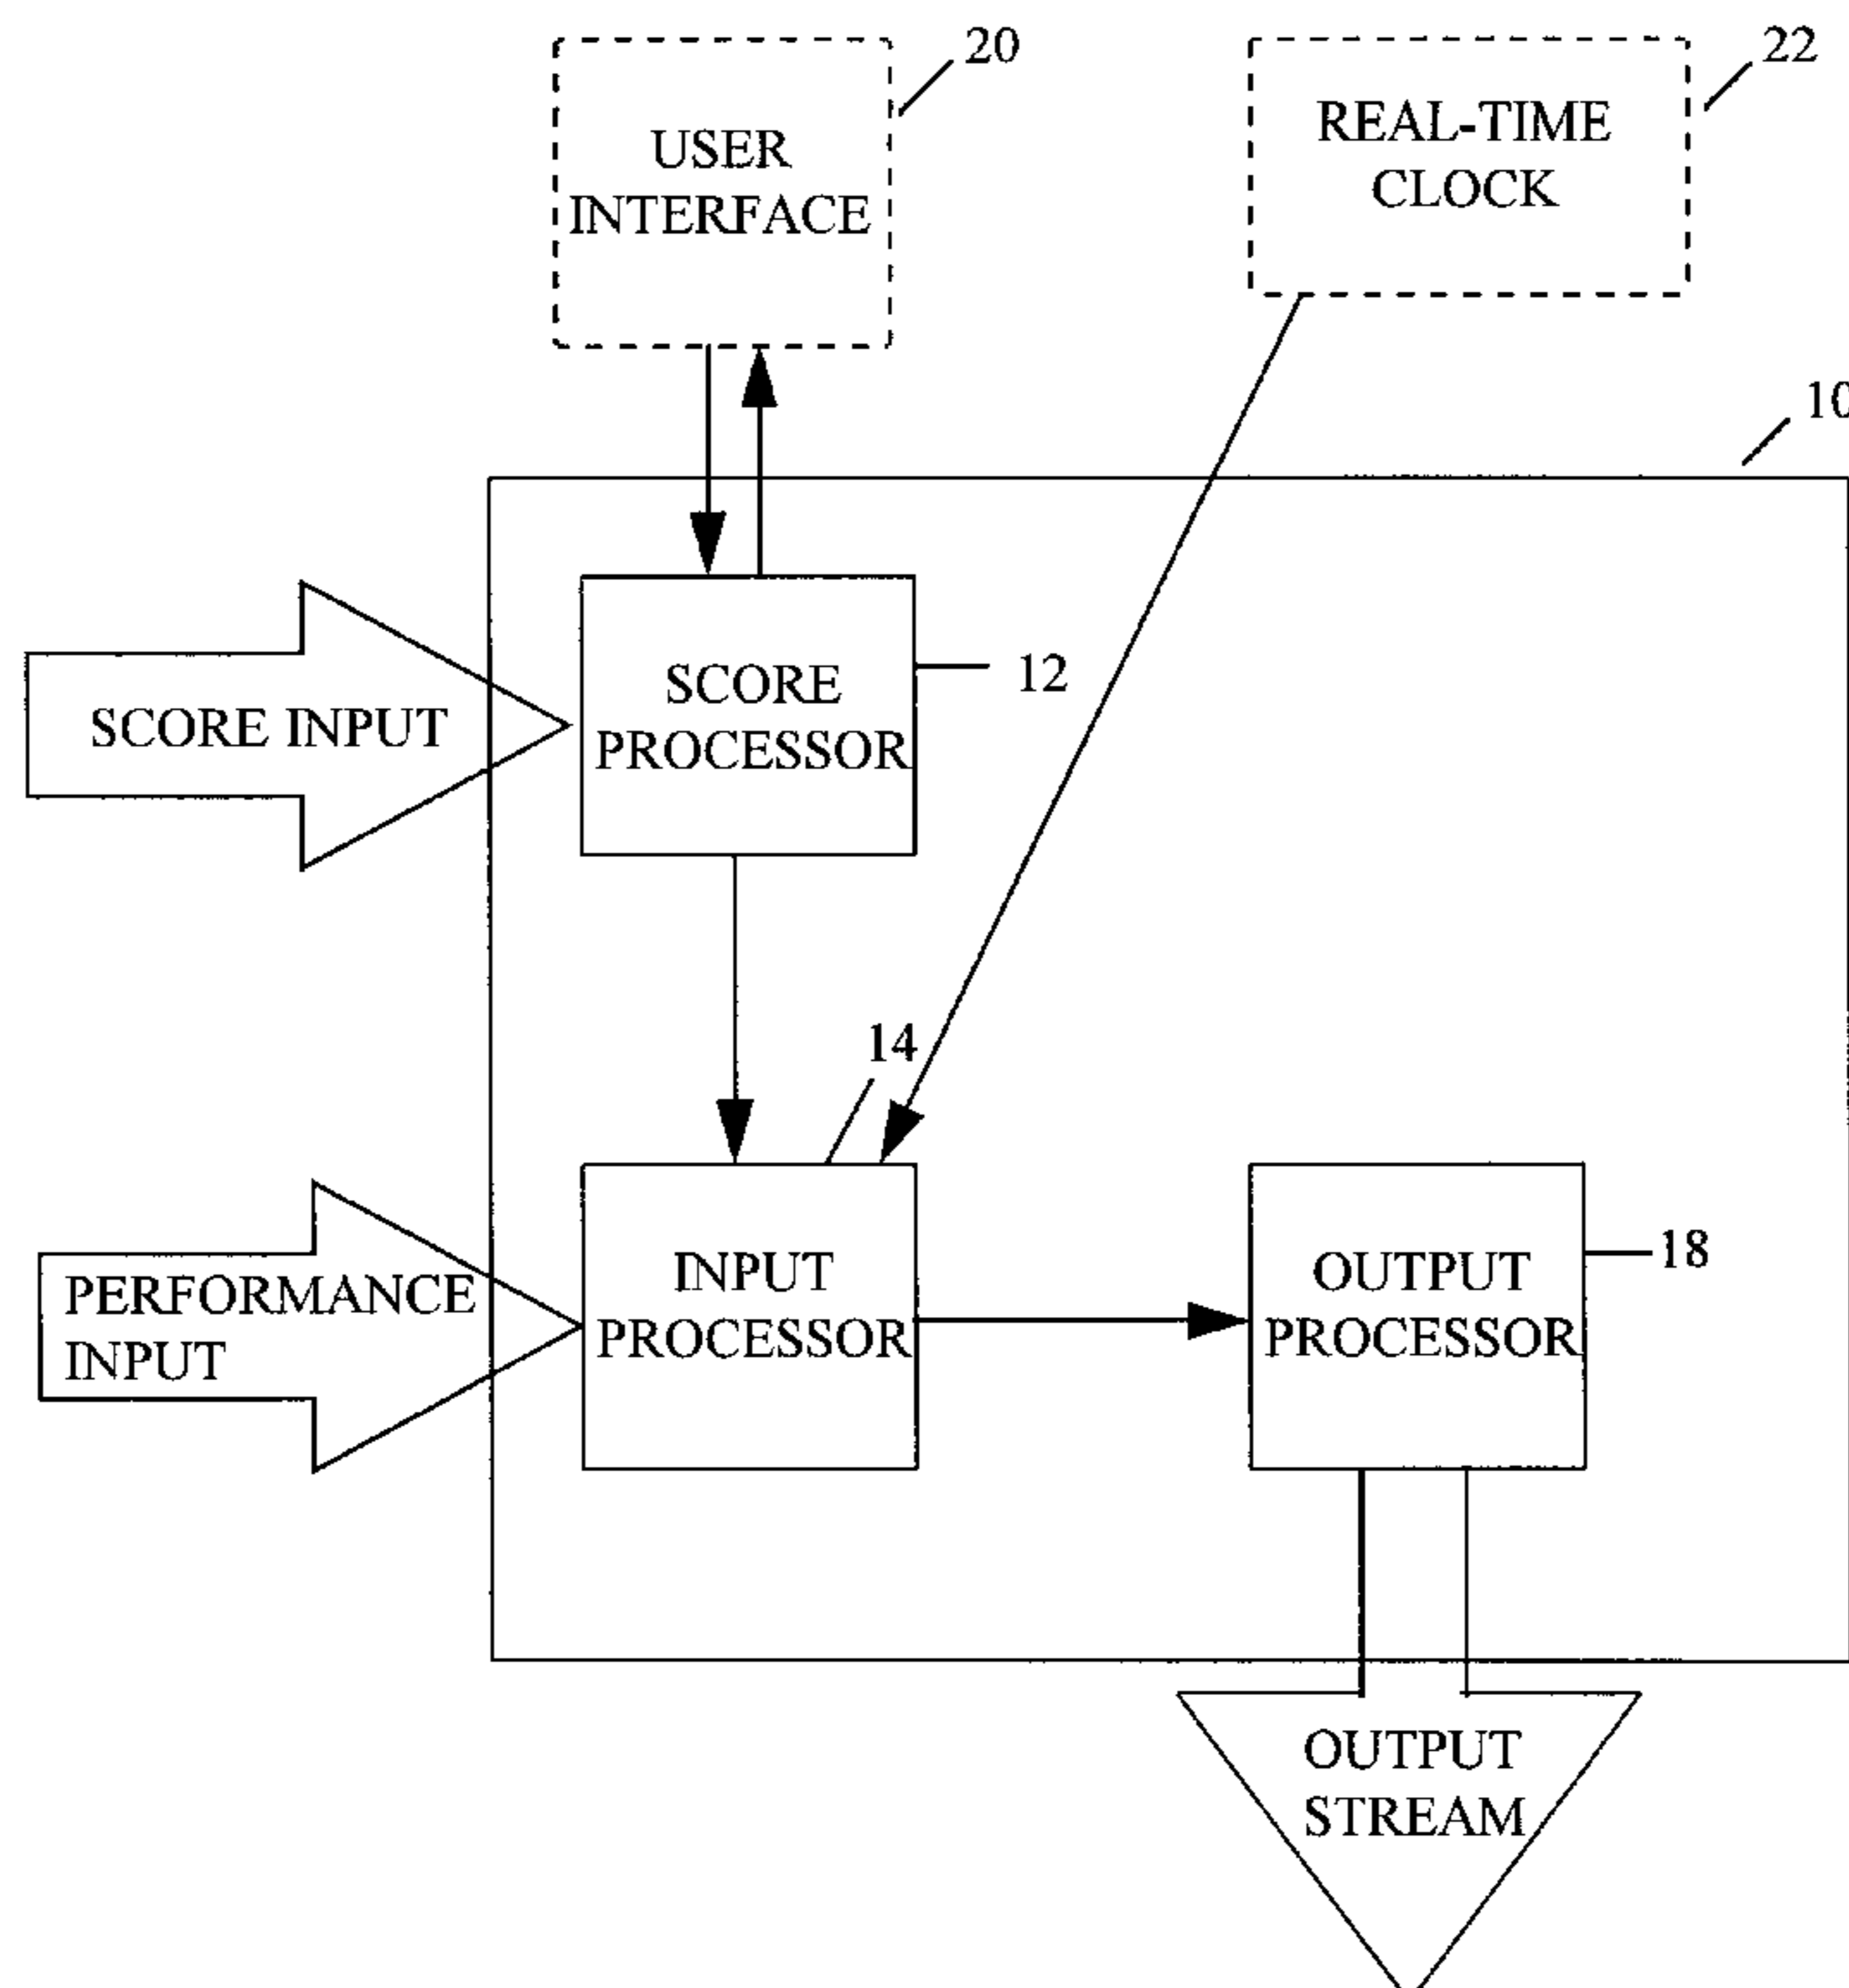 20
USER
INTERFACE
22
REAL-TIME
CLOCK
10
SCORE INPUT
SCORE
PROCESSOR
12
14
PERFORMANCE
INPUT
INPUT
PROCESSOR
OUTPUT
PROCESSOR
18
OUTPUT
STREAM